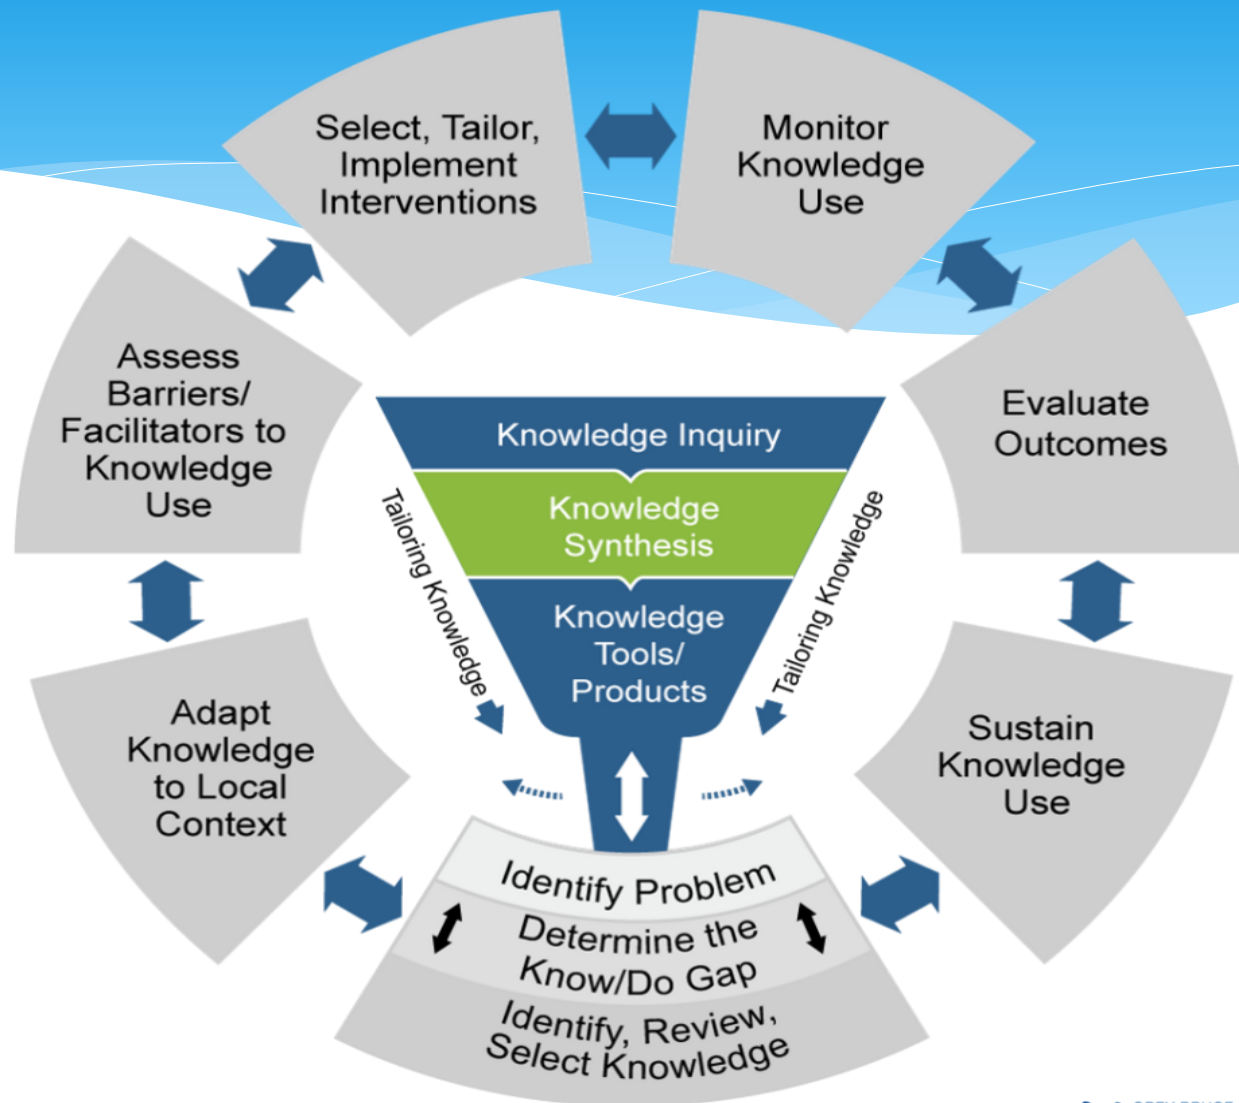 Select, Tailor,
Implement
Interventions
Monitor
Knowledge
Use
Assess
Barriers/
Facilitators to
Knowledge
Use
Evaluate
Outcomes
Knowledge Inquiry
Knowledge
Synthesis
Knowledge
Tools/
Products
Tailoring Knowledge
Tailoring Knowledge
Adapt
Knowledge
to Local
Context
Sustain
Knowledge
Use
Identify Problem
Determine the
Know/Do Gap
Identify, Review,
Select Knowledge